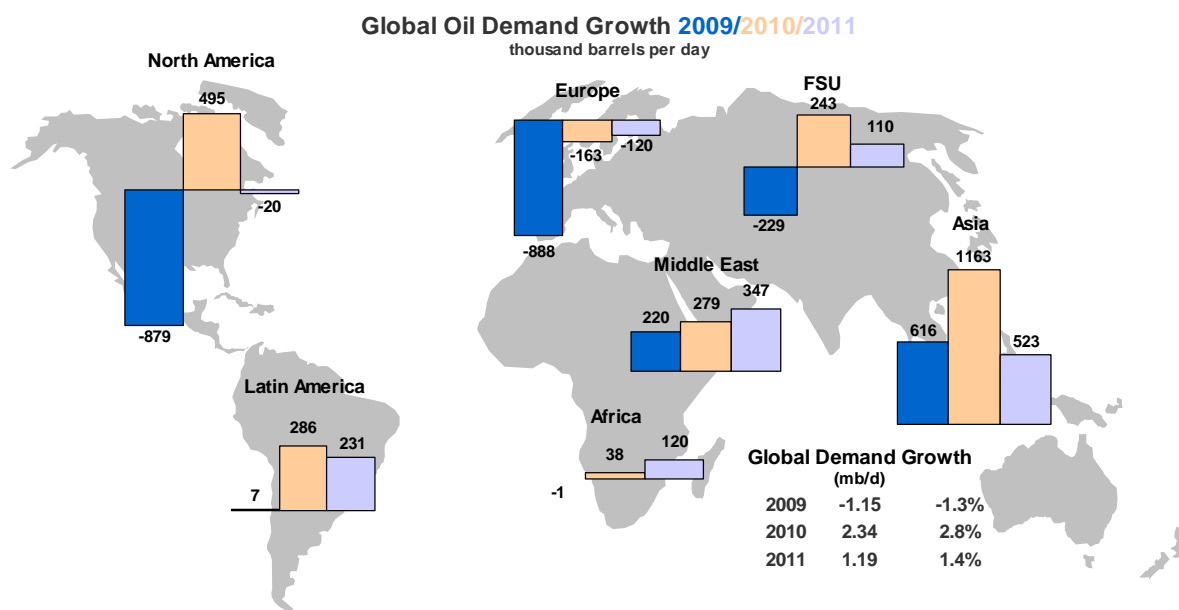 Global Oil Demand Growth 2009/2010/2011
thousand barrels per day
North America
495
-20
-879
Europe
-163
-120
-888
FSU
243
110
-229
Asia
1163
616
523
Middle East
220
279
347
Latin America
7
286
231
Africa
-1
38
120
Global Demand Growth
(mb/d)
2009 -1.15 -1.3%
2010 2.34 2.8%
2011 1.19 1.4%